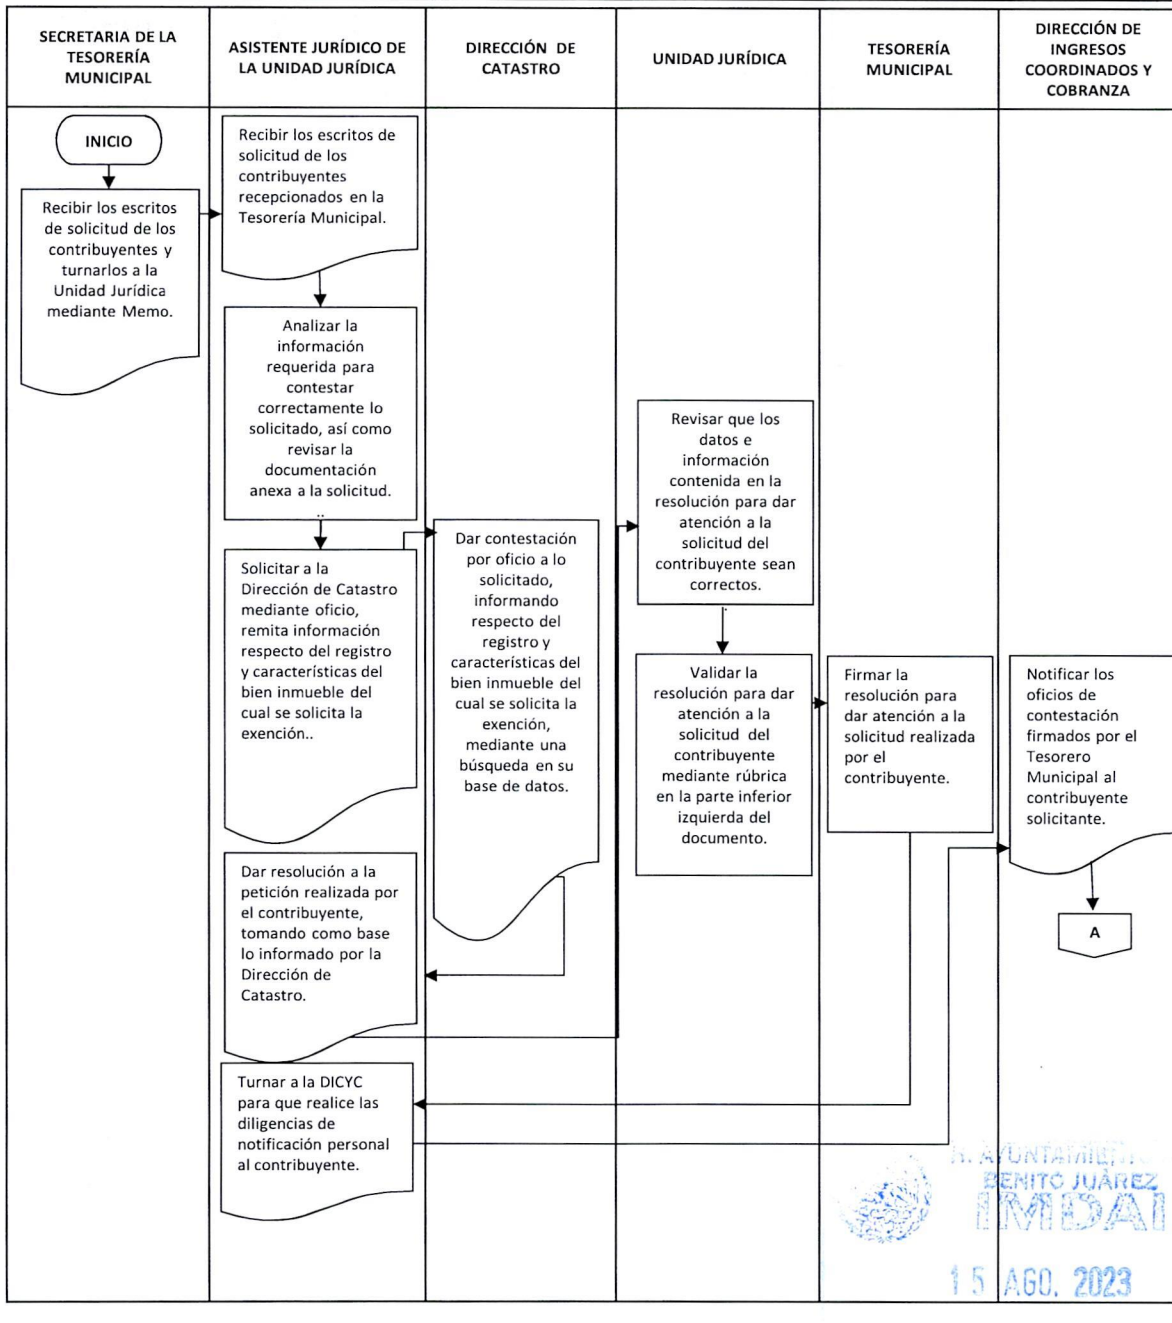 SECRETARIA DE LA
TESORERÍA
MUNICIPAL
ASISTENTE JURÍDICO DE
LA UNIDAD JURÍDICA
DIRECCIÓN DE
CATASTRO
UNIDAD JURÍDICA
TESORERÍA
MUNICIPAL
DIRECCIÓN DE
INGRESOS
COORDINADOS Y
COBRANZA
INICIO
Recibir los escritos
de solicitud de los
contribuyentes y
turnarlos a la
Unidad Jurídica
mediante Memo.
Recibir los escritos de
solicitud de los
contribuyentes
recepcionados en la
Tesorería Municipal.
Analizar la
información
requerida para
contestar
correctamente lo
solicitado, así como
revisar la
documentación
anexa a la solicitud.
..
Solicitar a la
Dirección de Catastro
mediante oficio,
remita información
respecto del registro
y características del
bien inmueble del
cual se solicita la
exención..
Dar contestación
por oficio a lo
solicitado,
informando
respecto del
registro y
características del
bien inmueble del
cual se solicita la
exención,
mediante una
búsqueda en su
base de datos.
Dar resolución a la
petición realizada por
el contribuyente,
tomando como base
lo informado por la
Dirección de
Catastro.
Revisar que los
datos e
información
contenida en la
resolución para dar
atención a la
solicitud del
contribuyente sean
correctos.
.
Validar la
resolución para dar
atención a la
solicitud del
contribuyente
mediante rúbrica
en la parte inferior
izquierda del
documento.
Firmar la
resolución para
dar atención a la
solicitud realizada
por el
contribuyente.
Turnar a la DICYC
para que realice las
diligencias de
notificación personal
al contribuyente.
Notificar los
oficios de
contestación
firmados por el
Tesorero
Municipal al
contribuyente
solicitante.
A
H. AYUNTAMIENTO
BENITO JUÁREZ
IMDAI
15 AGO. 2023